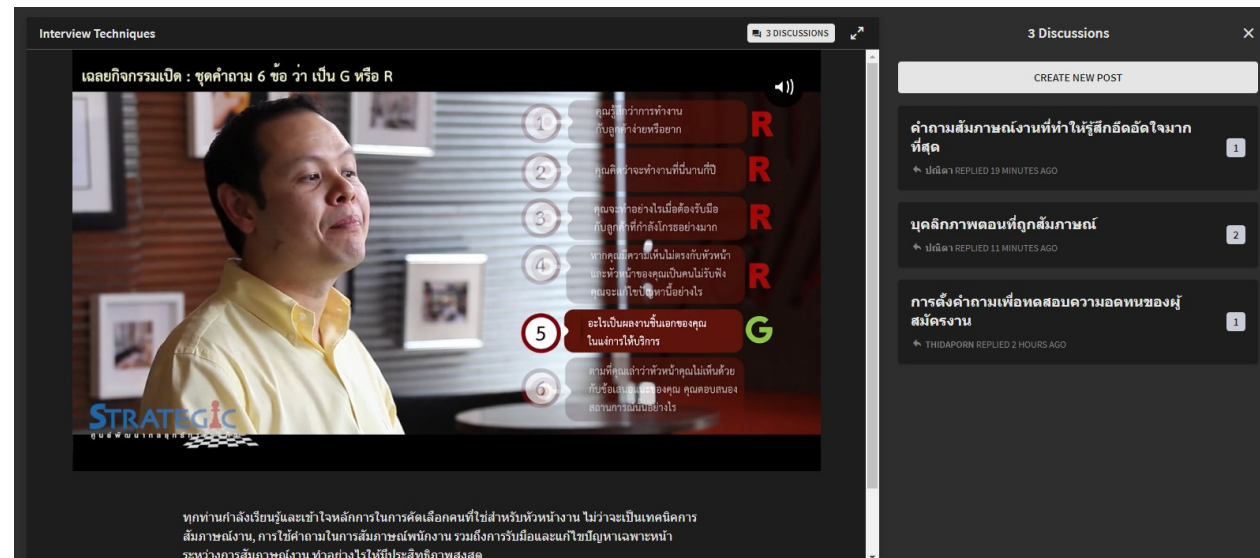 Interview Techniques
3 DISCUSSIONS
เฉลยกิจกรรมเปิด : ชุดคำถาม 6 ข้อ ว่า เป็น G หรือ R
1
คุณรู้สึกว่าการทำงาน
กับลูกค้าง่ายหรือยาก
R
2
คุณคิดว่าจะทำงานที่นี่นานกี่ปี
R
3
คุณจะทำอย่างไรเมื่อต้องรับมือ
กับลูกค้าที่กำลังโกรธอย่างมาก
R
4
หากคุณมีความเห็นไม่ตรงกับหัวหน้า
และหัวหน้าของคุณเป็นคนไม่รับฟัง
คุณจะแก้ไขปัญหานี้อย่างไร
R
5
อะไรเป็นผลงานชิ้นเอกของคุณ
ในแง่การให้บริการ
G
6
ตามที่คุณเล่าว่าหัวหน้าคุณไม่เห็นด้วย
กับข้อเสนอแนะของคุณ คุณตอบสนอง
สถานการณ์นั้นอย่างไร
STRATEGIC
ทุกท่านกำลังเรียนรู้และเข้าใจหลักการในการคัดเลือกคนที่ใช่สำหรับหัวหน้างาน ไม่ว่าจะเป็นเทคนิคการ
สัมภาษณ์งาน, การใช้คำถามในการสัมภาษณ์พนักงาน รวมถึงการรับมือและแก้ไขปัญหาเฉพาะหน้า
ระหว่างการสัมภาษณ์งาน ทำอย่างไรให้มีประสิทธิภาพสูงสุด
3 Discussions
CREATE NEW POST
คำถามสัมภาษณ์งานที่ทำให้รู้สึกอึดอัดใจมาก
ที่สุด
1
ปณิดา REPLIED 19 MINUTES AGO
บุคลิกภาพตอนที่ถูกสัมภาษณ์
2
ปณิดา REPLIED 11 MINUTES AGO
การตั้งคำถามเพื่อทดสอบความอดทนของผู้
สมัครงาน
1
THIDAPORN REPLIED 2 HOURS AGO